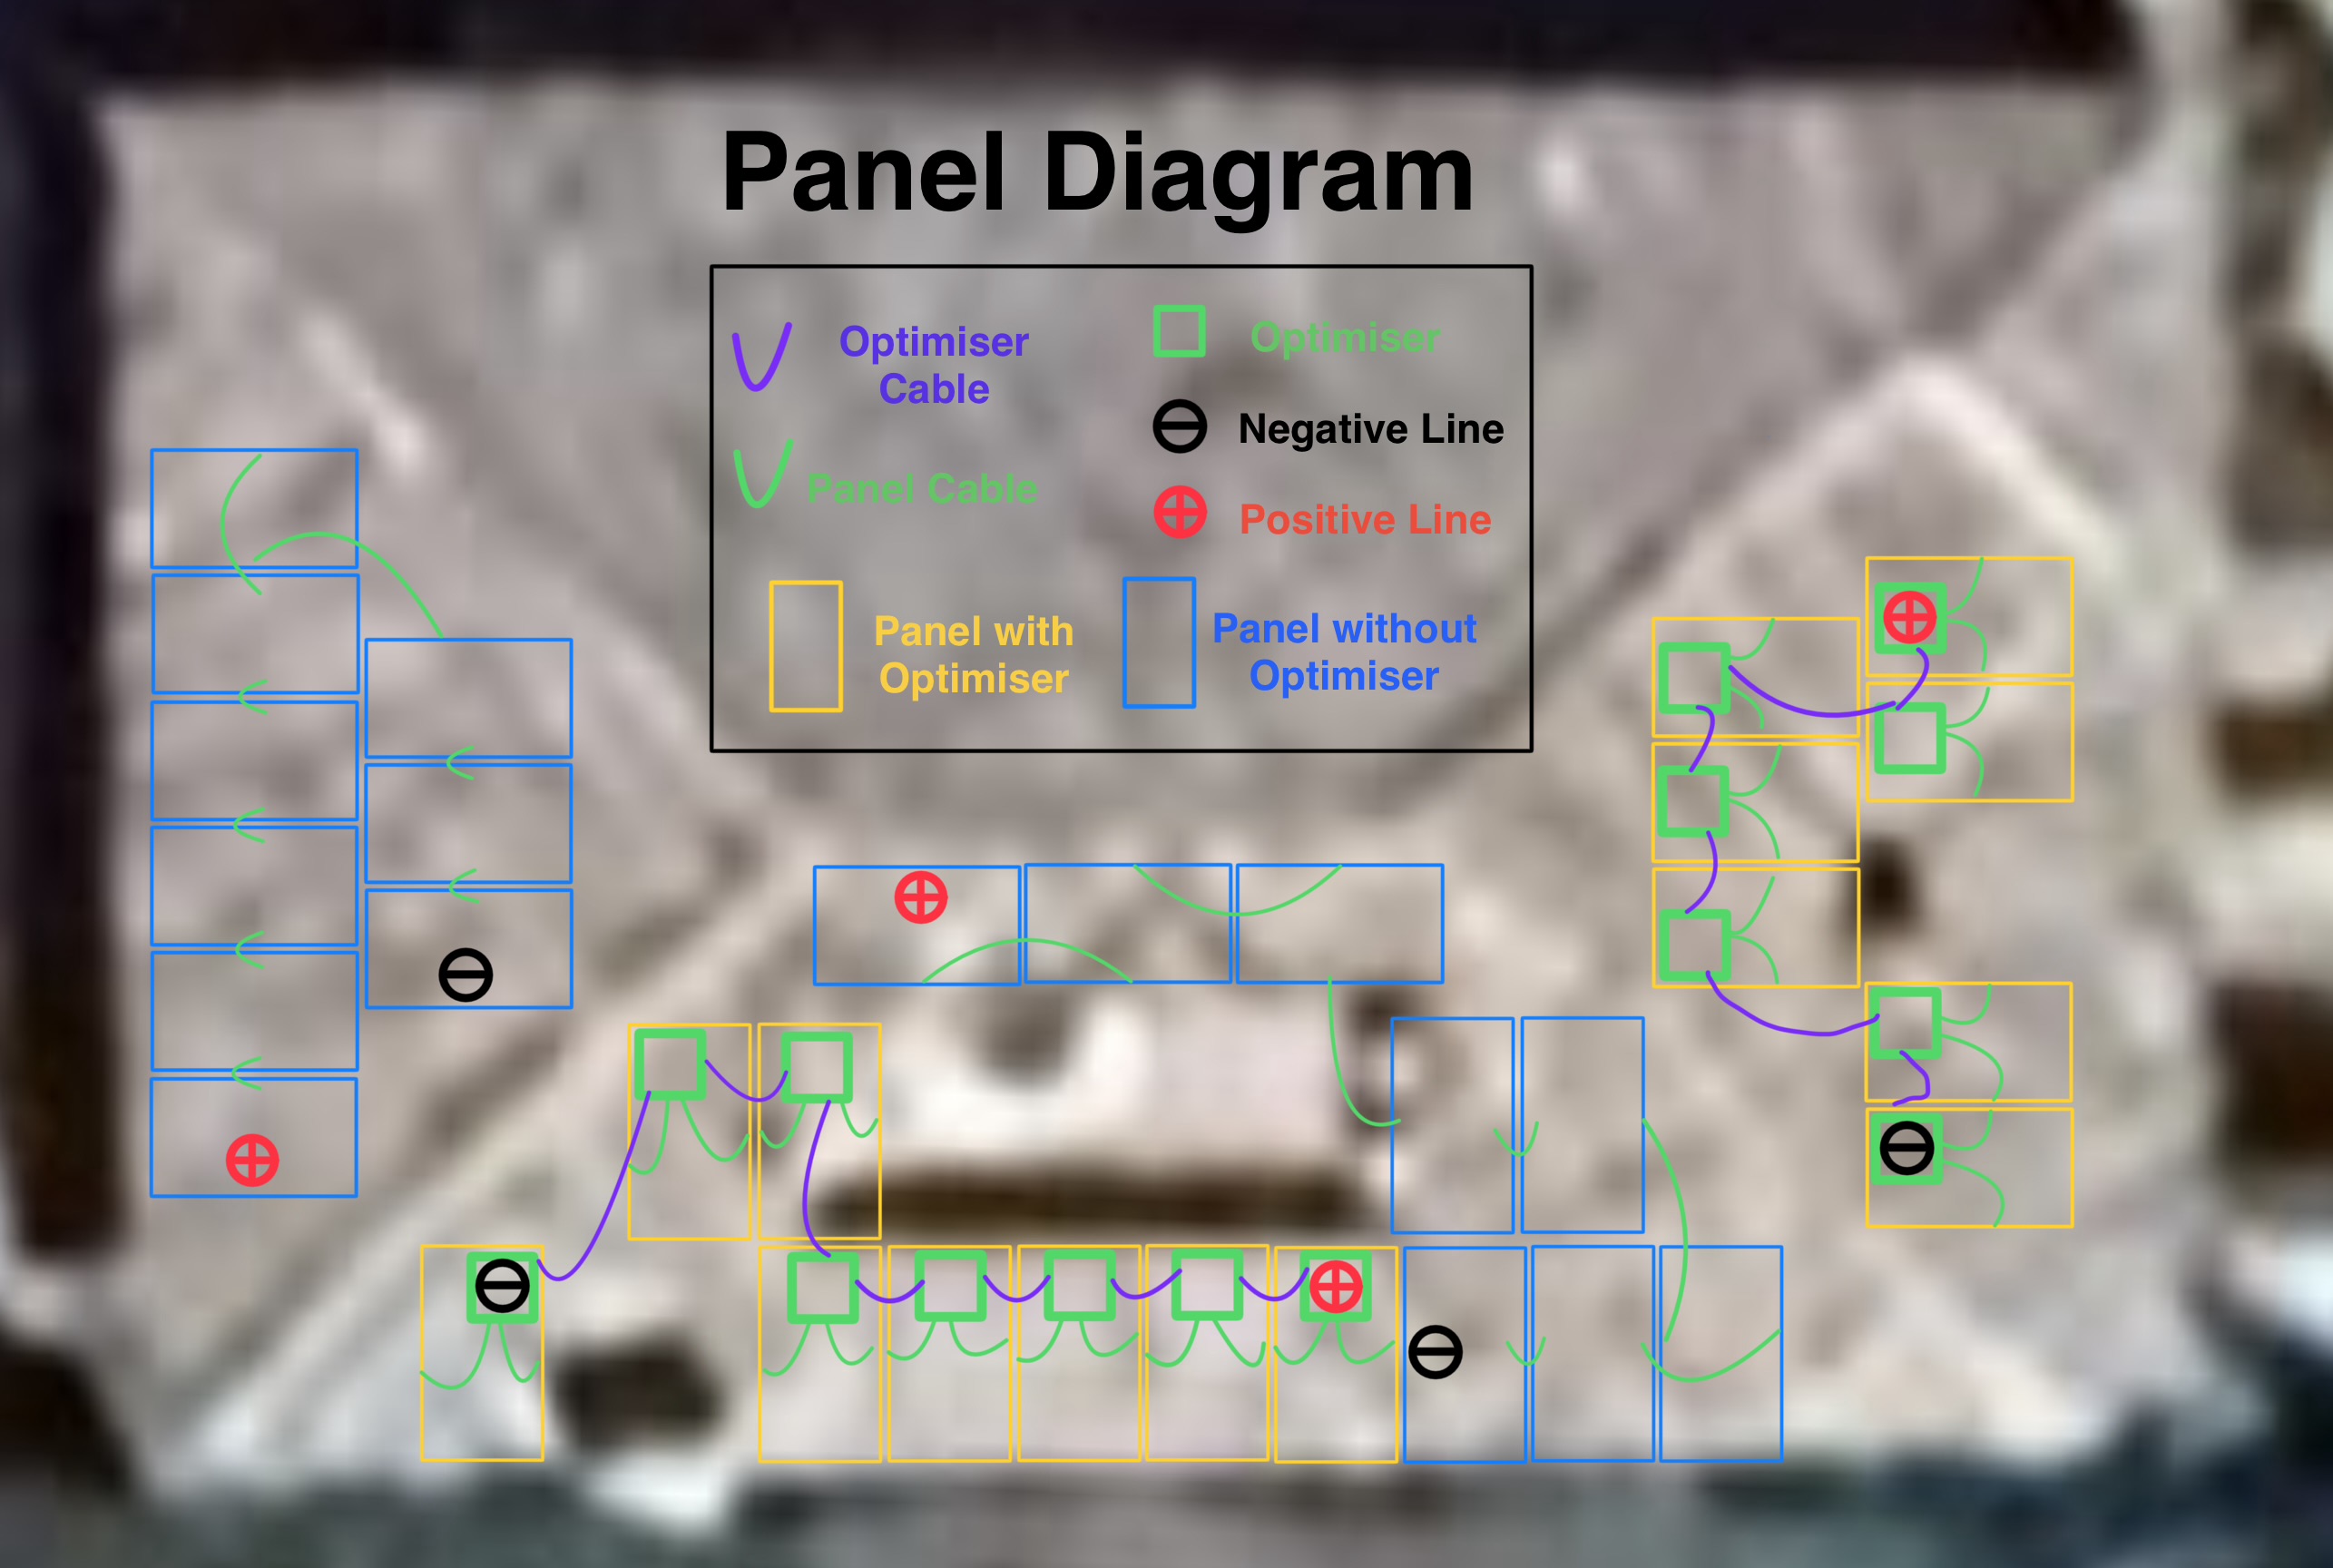 Panel Diagram
Optimiser
Cable
Panel Cable
Optimiser
Negative Line
Positive Line
Panel with
Optimiser
Panel without
Optimiser